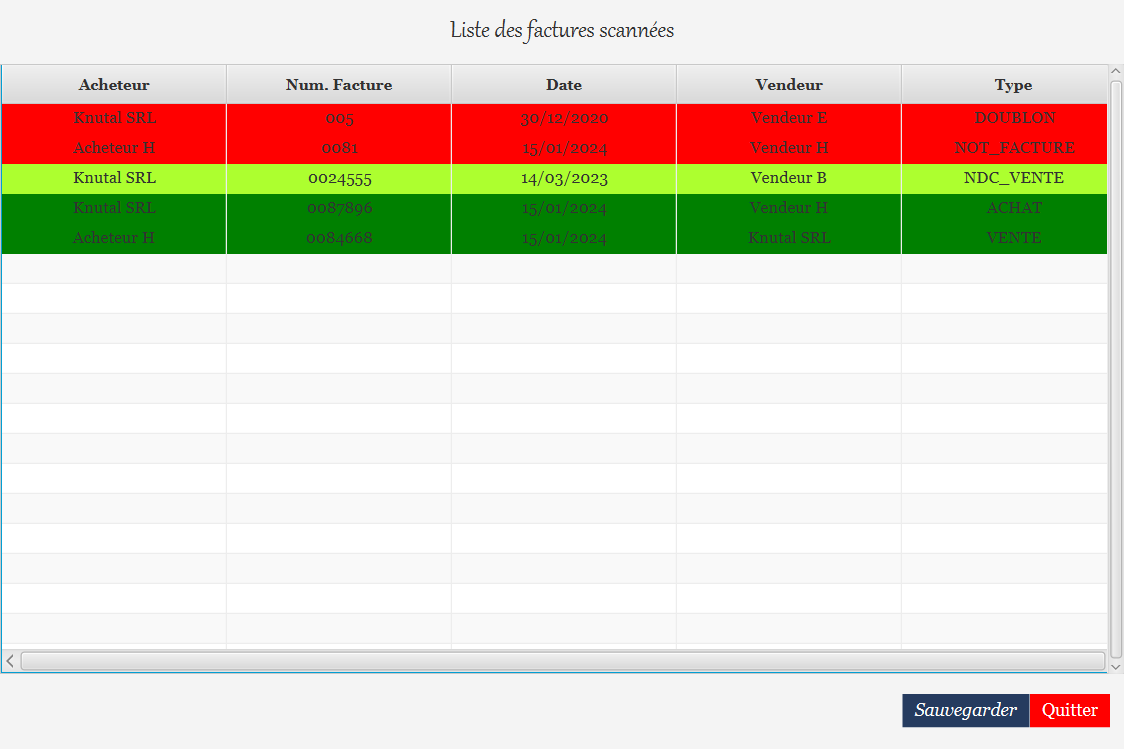 Liste des factures scannées
Acheteur Num. Facture Date Vendeur Type
Knutal SRL 005 30/12/2020 Vendeur E DOUBLON
Acheteur H 0081 15/01/2024 Vendeur H NOT_FACTURE
Knutal SRL 0024555 14/03/2023 Vendeur B NDC_VENTE
Knutal SRL 0087896 15/01/2024 Vendeur H ACHAT
Acheteur H 0084668 15/01/2024 Knutal SRL VENTE
Sauvegarder Quitter